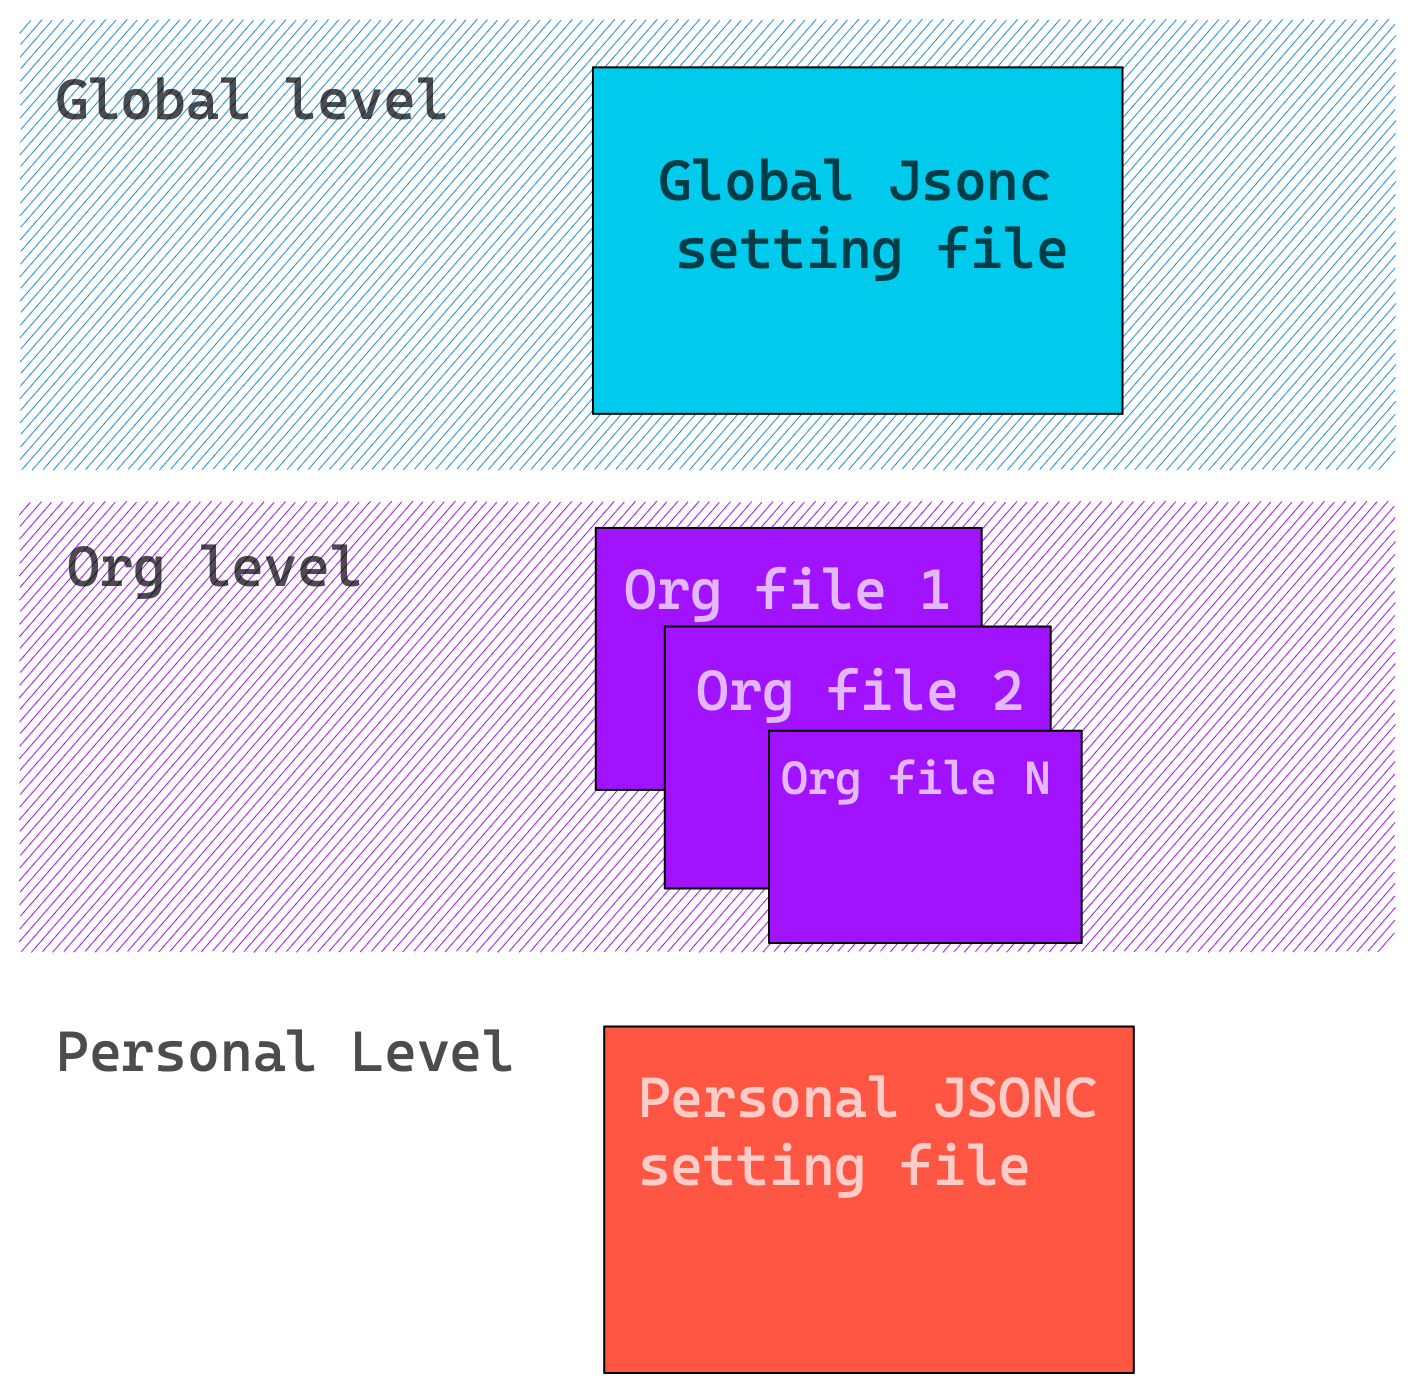 Global level
Global Jsonc
setting file
Org level
Org file 1
Org file 2
Org file N
Personal Level
Personal JSONC
setting file